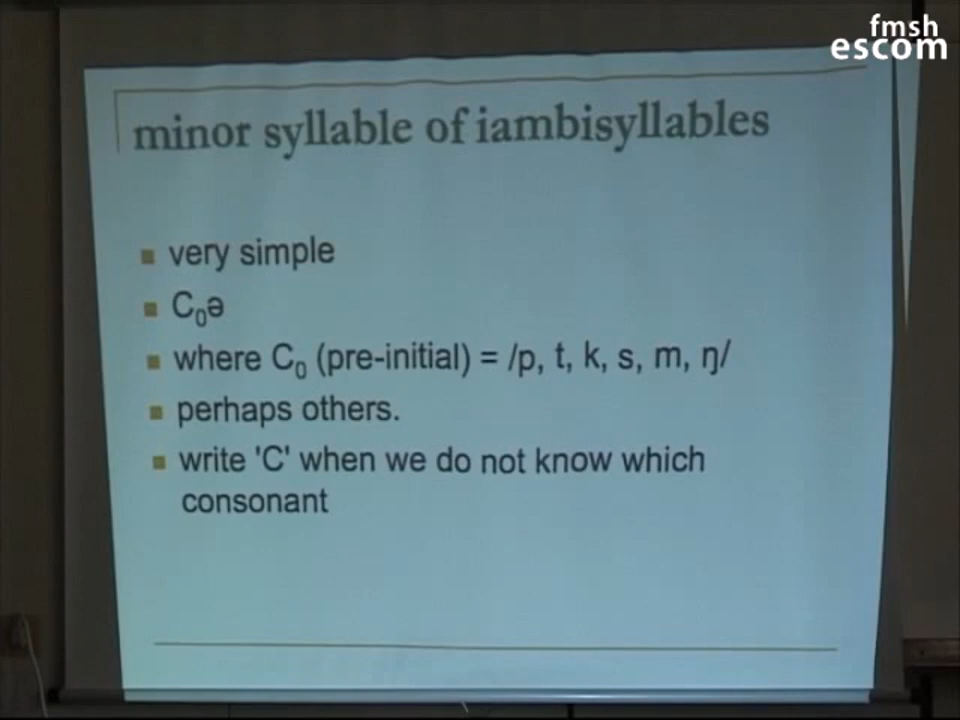 fmsh
escom
minor syllable of iambisyllables
very simple
C₀ə
where C₀ (pre-initial) = /p, t, k, s, m, ŋ/
perhaps others.
write 'C' when we do not know which
consonant